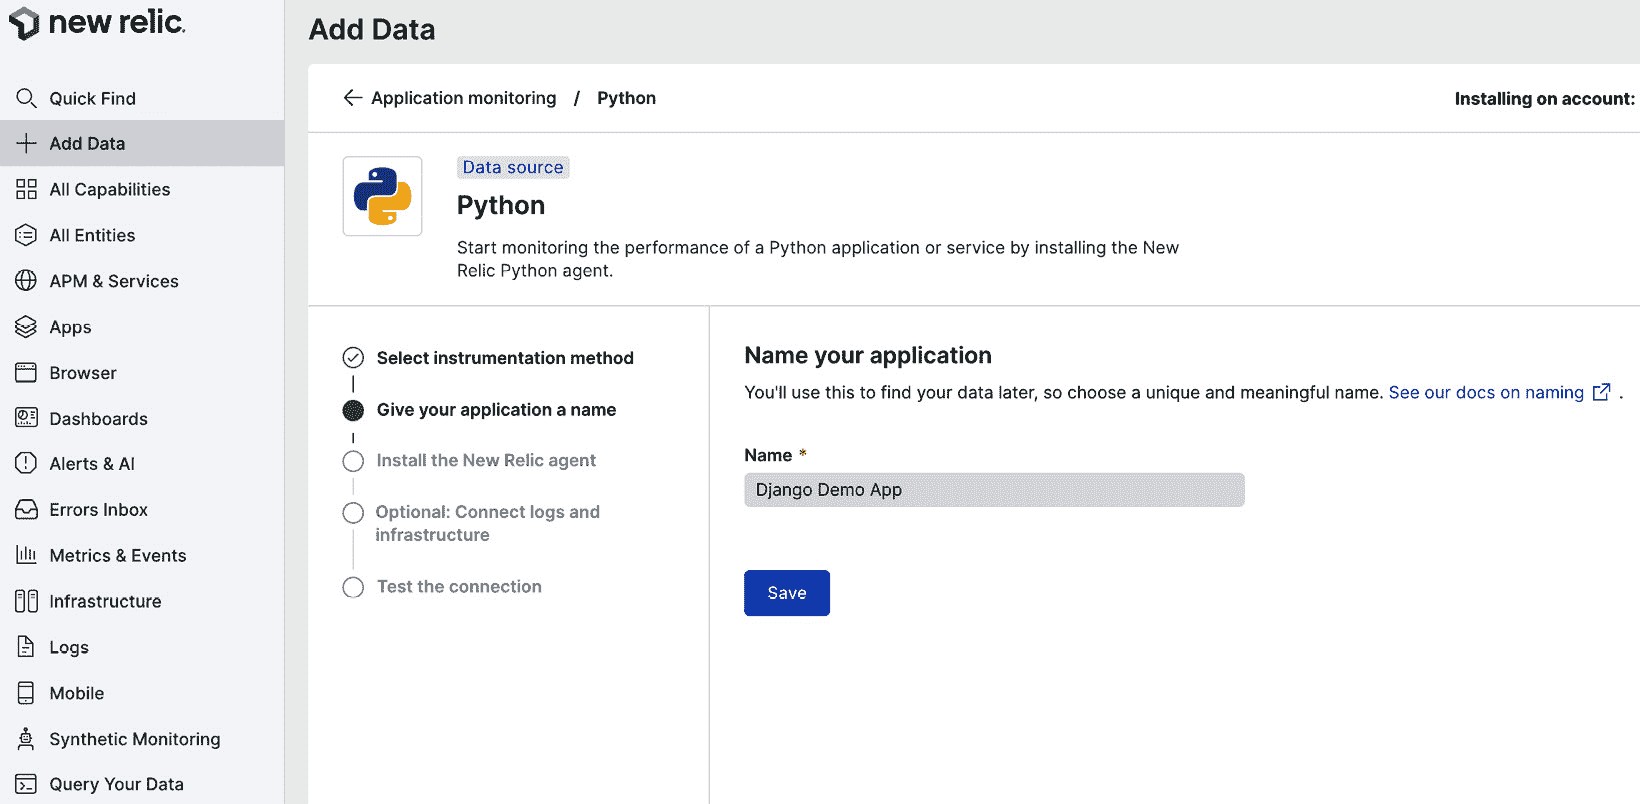 new relic.
Quick Find
Add Data
All Capabilities
All Entities
APM & Services
Apps
Browser
Dashboards
Alerts & AI
Errors Inbox
Metrics & Events
Infrastructure
Logs
Mobile
Synthetic Monitoring
Query Your Data
Add Data
Application monitoring / Python
Installing on account:
Data source
Python
Start monitoring the performance of a Python application or service by installing the New
Relic Python agent.
Select instrumentation method
Give your application a name
Install the New Relic agent
Optional: Connect logs and
infrastructure
Test the connection
Name your application
You'll use this to find your data later, so choose a unique and meaningful name. See our docs on naming .
Name *
Django Demo App
Save